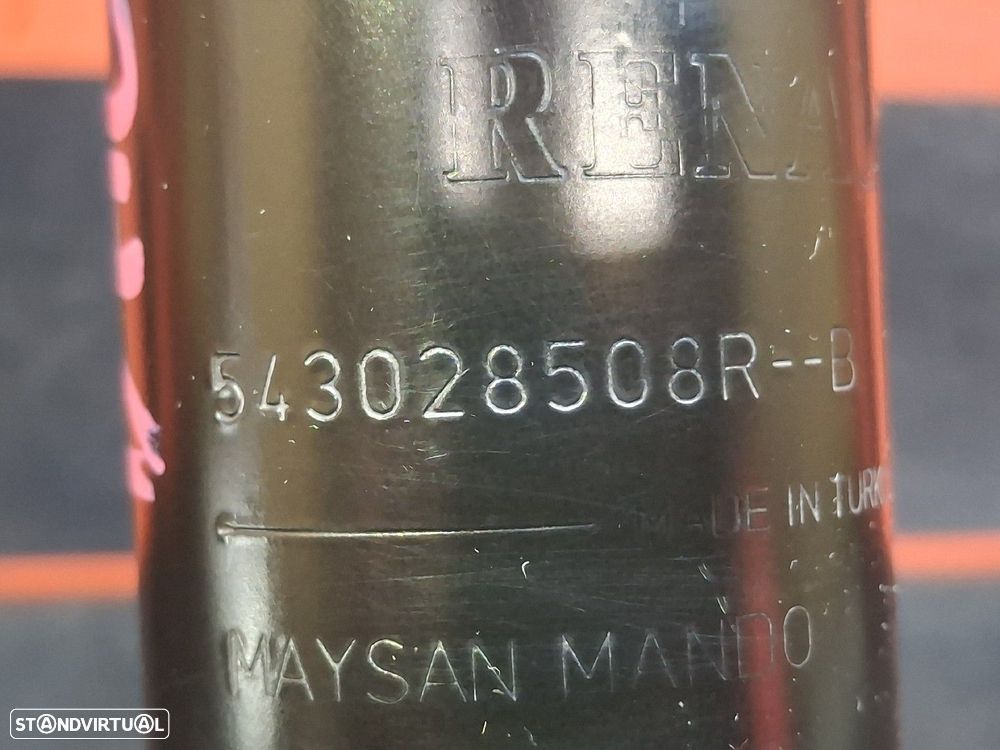 RENA
543028508R--B
MADE IN TURK
MAYSAN MANDO
STANDVIRTUAL